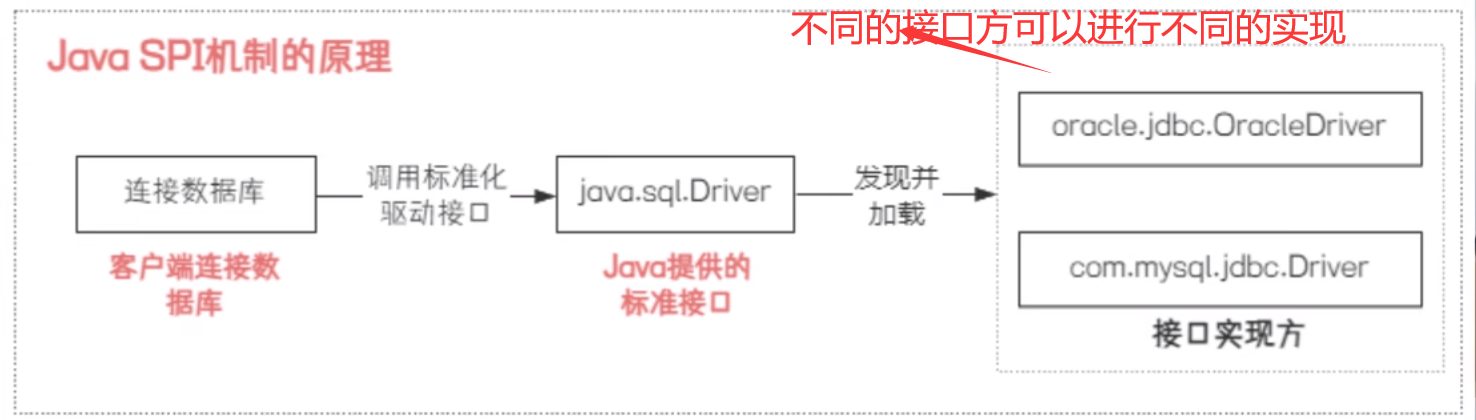 不同的接口方可以进行不同的实现
Java SPI机制的原理
oracle.jdbc.OracleDriver
连接数据库
调用标准化
驱动接口
java.sql.Driver
发现并
加载
客户端连接数
据库
Java提供的
标准接口
com.mysql.jdbc.Driver
接口实现方